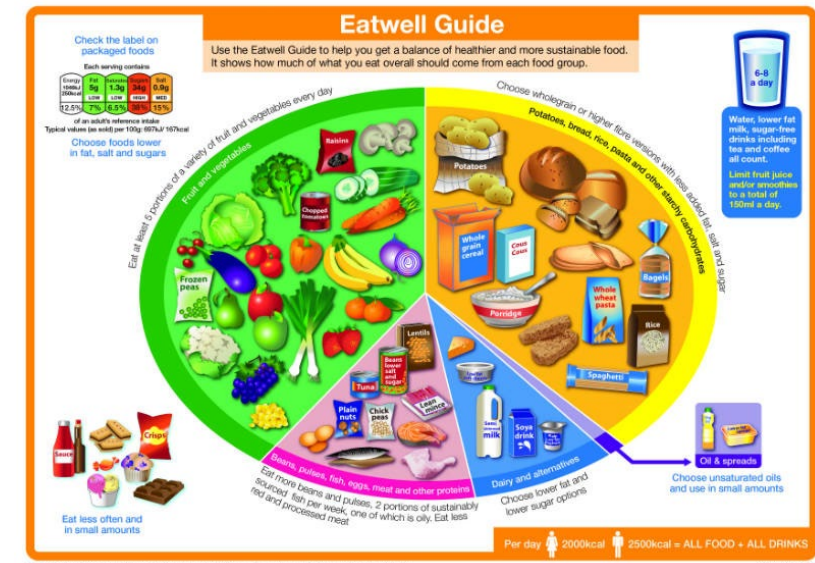 Eatwell Guide
Use the Eatwell Guide to help you get a balance of healthier and more sustainable food.
It shows how much of what you eat overall should come from each food group.
Check the label on
packaged foods
Each serving contains
Energy
1046kJ
250kcal
Fat
5g
LOW
Saturates
1.3g
LOW
Sugars
34g
HIGH
Salt
0.9g
MED
12.5%
7%
6.5%
38%
15%
of an adult's reference intake
Typical values (as sold) per 100g: 697kJ/ 167kcal
Choose foods lower
in fat, salt and sugars
6-8
a day
Water, lower fat
milk, sugar-free
drinks including
tea and coffee
all count.
Limit fruit juice
and/or smoothies
to a total of
150ml a day.
Eat at least 5 portions of a variety of fruit and vegetables every day
Fruit and vegetables
Raisins
Chopped
tomatoes
Frozen
peas
Choose wholegrain or higher fibre versions with less added fat, salt and sugar
Potatoes, bread, rice, pasta and other starchy carbohydrates
Potatoes
Whole
grain
cereal
Cous
Cous
Bagels
Porridge
Whole
wheat
pasta
Rice
Spaghetti
Lentils
Beans
lower
salt
and
sugar
Tuna
Plain
nuts
Chick
peas
Lean
mince
Beans, pulses, fish, eggs, meat and other proteins
Eat more beans and pulses, 2 portions of sustainably
sourced fish per week, one of which is oily. Eat less
red and processed meat
Semi
skimmed
milk
Soya
drink
Dairy and alternatives
Choose lower fat and
lower sugar options
Sauce
Crisps
Eat less often and
in small amounts
Oil & spreads
Choose unsaturated oils
and use in small amounts
Per day 2000kcal 2500kcal = ALL FOOD + ALL DRINKS